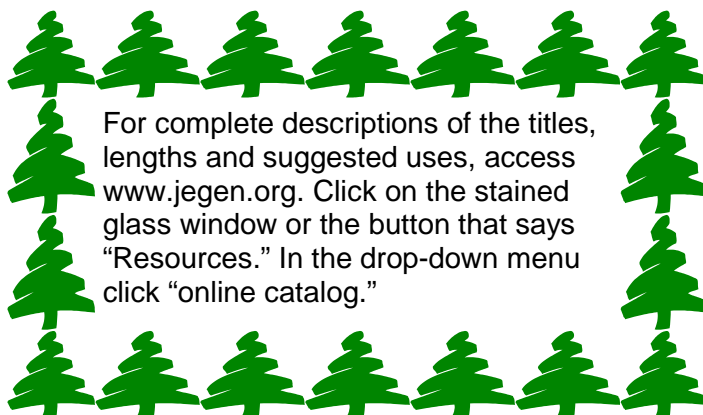 For complete descriptions of the titles,
lengths and suggested uses, access
www.jegen.org. Click on the stained
glass window or the button that says
“Resources.” In the drop-down menu
click “online catalog.”